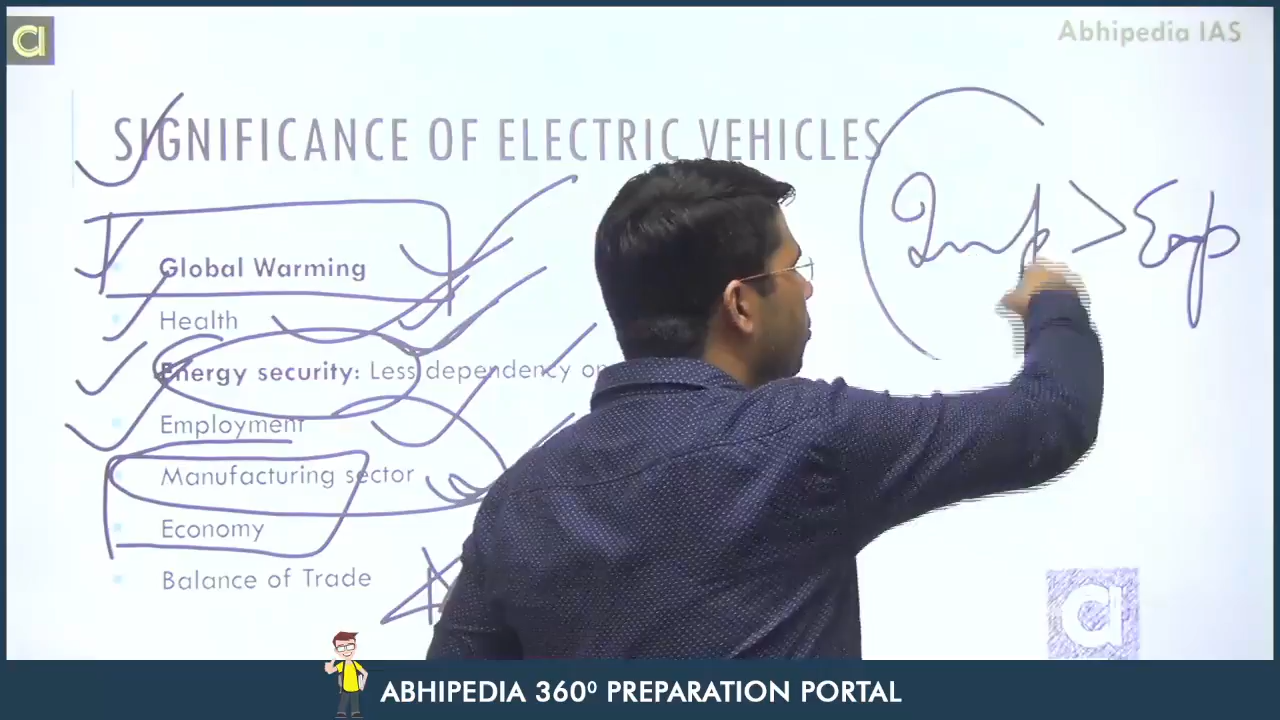 Abhipedia IAS
SIGNIFICANCE OF ELECTRIC VEHICLES
Imp > Exp
Global Warming
Health
Energy security: Less dependency on
Employment
Manufacturing sector
Economy
Balance of Trade
ABHIPEDIA 360⁰ PREPARATION PORTAL